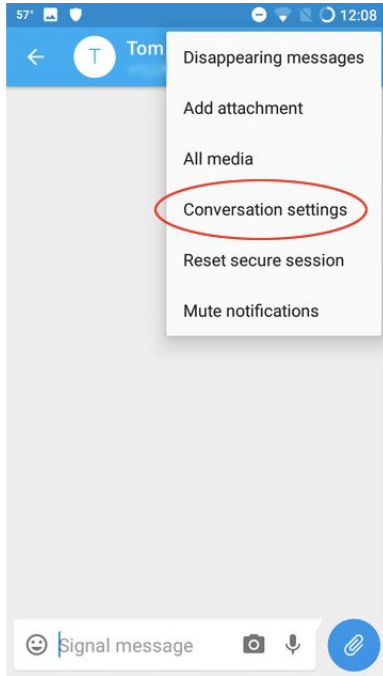 57°
12:08
T
Tom
Disappearing messages
Add attachment
All media
Conversation settings
Reset secure session
Mute notifications
Signal message